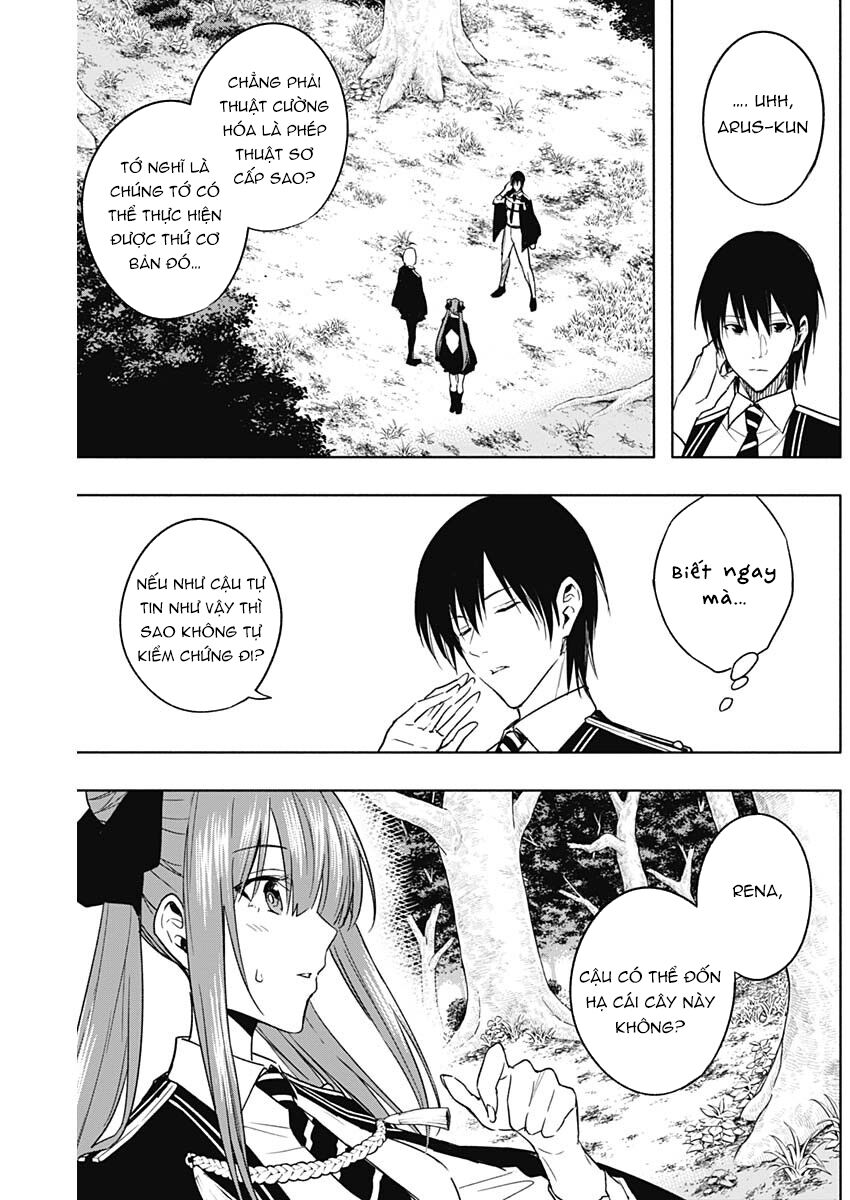 .... UHH,
ARUS-KUN
CHẲNG PHẢI
THUẬT CƯỜNG
HÓA LÀ PHÉP
THUẬT SƠ
CẤP SAO?
TỚ NGHĨ LÀ
CHÚNG TỚ CÓ
THỂ THỰC HIỆN
ĐƯỢC THỨ CƠ
BẢN ĐÓ...
Biết ngay
mà...
NẾU NHƯ CẬU TỰ
TIN NHƯ VẬY THÌ
SAO KHÔNG TỰ
KIỂM CHỨNG ĐI?
RENA,
CẬU CÓ THỂ ĐỐN
HẠ CÁI CÂY NÀY
KHÔNG?